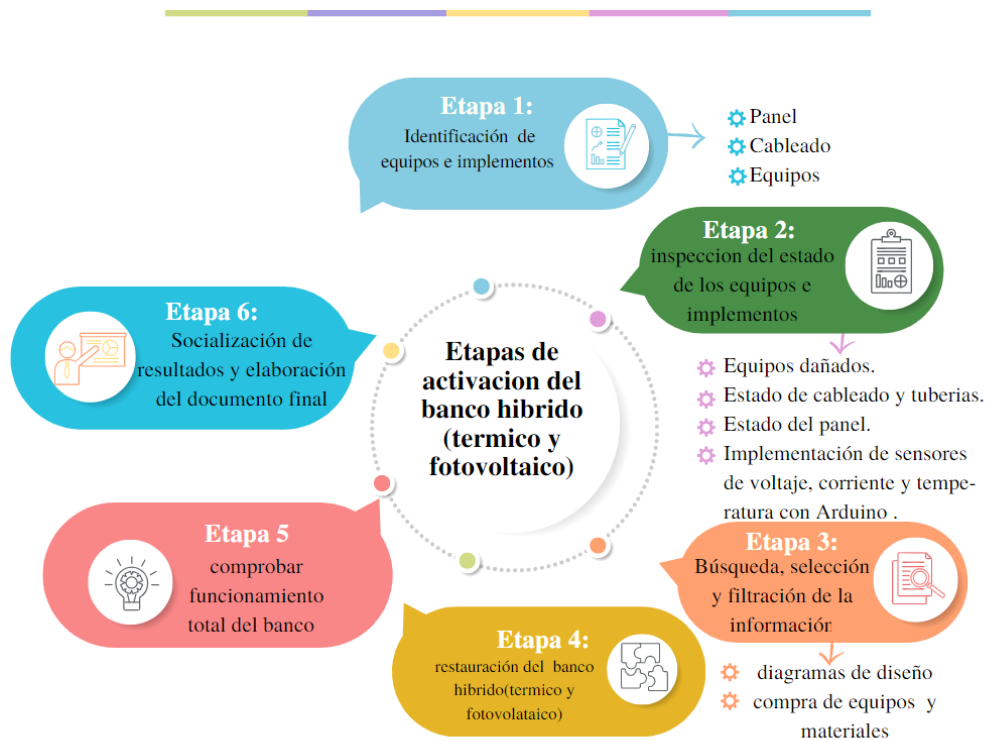 Etapa 1:
Identificación de
equipos e implementos
Panel
Cableado
Equipos
Etapa 2:
inspeccion del estado
de los equipos e
implementos
Equipos dañados.
Estado de cableado y tuberias.
Estado del panel.
Implementación de sensores
de voltaje, corriente y tempe-
ratura con Arduino .
Etapa 3:
Búsqueda, selección
y filtración de la
información
diagramas de diseño
compra de equipos y
materiales
Etapa 4:
restauración del banco
hibrido(termico y
fotovolataico)
Etapa 5
comprobar
funcionamiento
total del banco
Etapa 6:
Socialización de
resultados y elaboración
del documento final
Etapas de
activacion del
banco hibrido
(termico y
fotovoltaico)